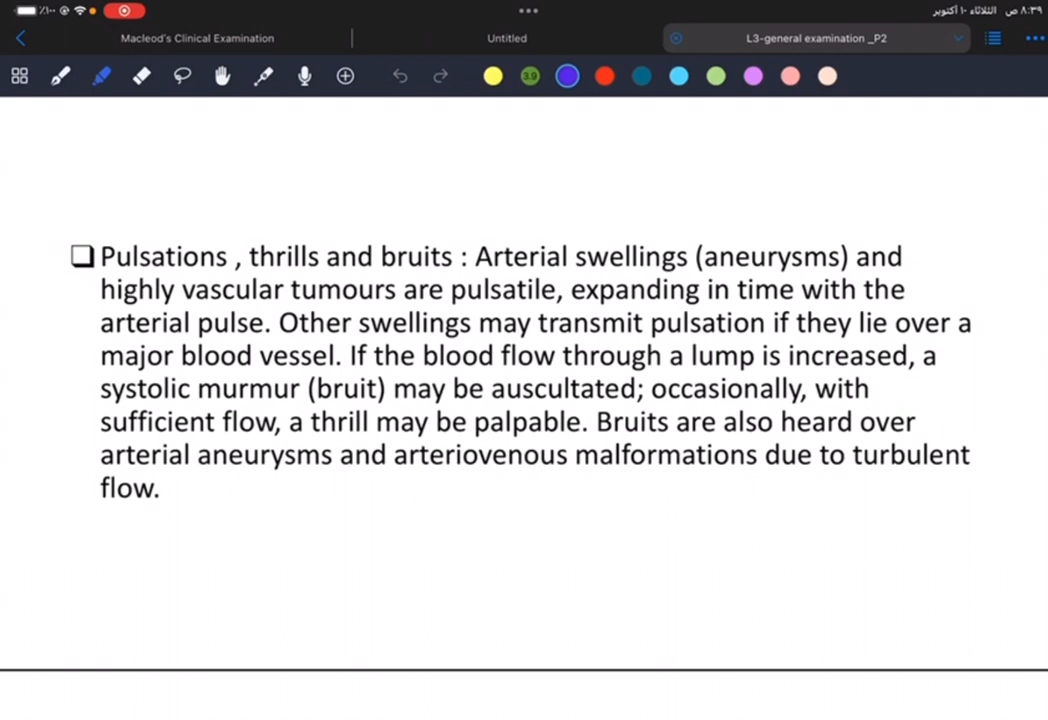 ٪١٠٠
٨:٣٩ ص الثلاثاء ١٠ أكتوبر
Macleod's Clinical Examination
Untitled
L3-general examination _P2
3.9
❑ Pulsations , thrills and bruits : Arterial swellings (aneurysms) and
highly vascular tumours are pulsatile, expanding in time with the
arterial pulse. Other swellings may transmit pulsation if they lie over a
major blood vessel. If the blood flow through a lump is increased, a
systolic murmur (bruit) may be auscultated; occasionally, with
sufficient flow, a thrill may be palpable. Bruits are also heard over
arterial aneurysms and arteriovenous malformations due to turbulent
flow.